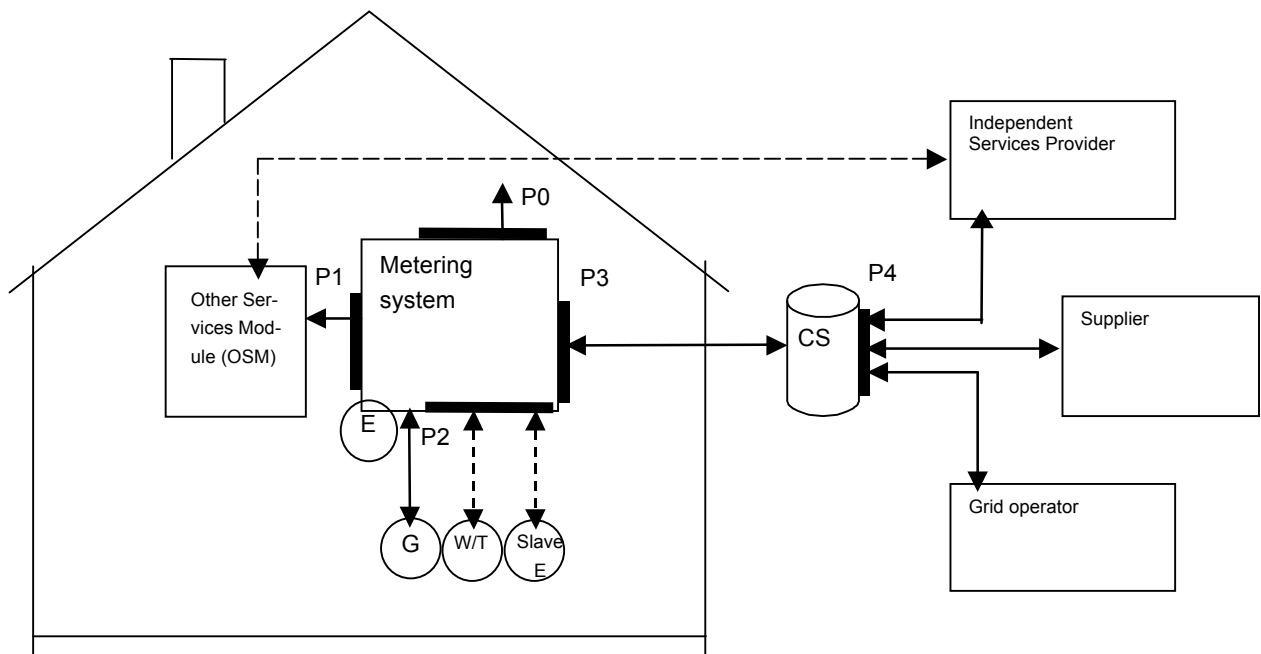 Independent
Services Provider
P0
P1
Metering
system
P3
P4
Other Ser-
vices Mod-
ule (OSM)
CS
Supplier
E
P2
G
W/T
Slave
E
Grid operator